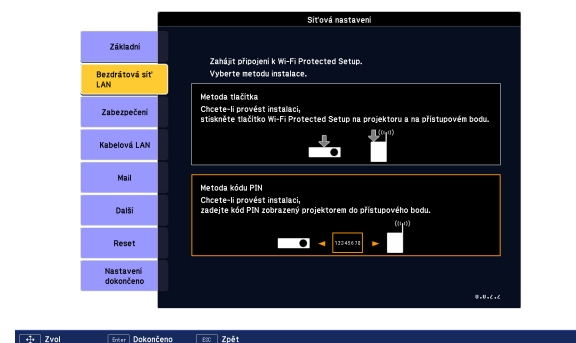 Síťová nastavení
Základní
Bezdrátová síť
LAN
Zabezpečení
Kabelová LAN
Mail
Další
Reset
Nastavení
dokončeno
Zahájit připojení k Wi-Fi Protected Setup.
Vyberte metodu instalace.
Metoda tlačítka
Chcete-li provést instalaci,
stiskněte tlačítko Wi-Fi Protected Setup na projektoru a na přístupovém bodu.
Metoda kódu PIN
Chcete-li provést instalaci,
zadejte kód PIN zobrazený projektorem do přístupového bodu.
12345678
Zvol
Enter Dokončeno
ESC Zpět